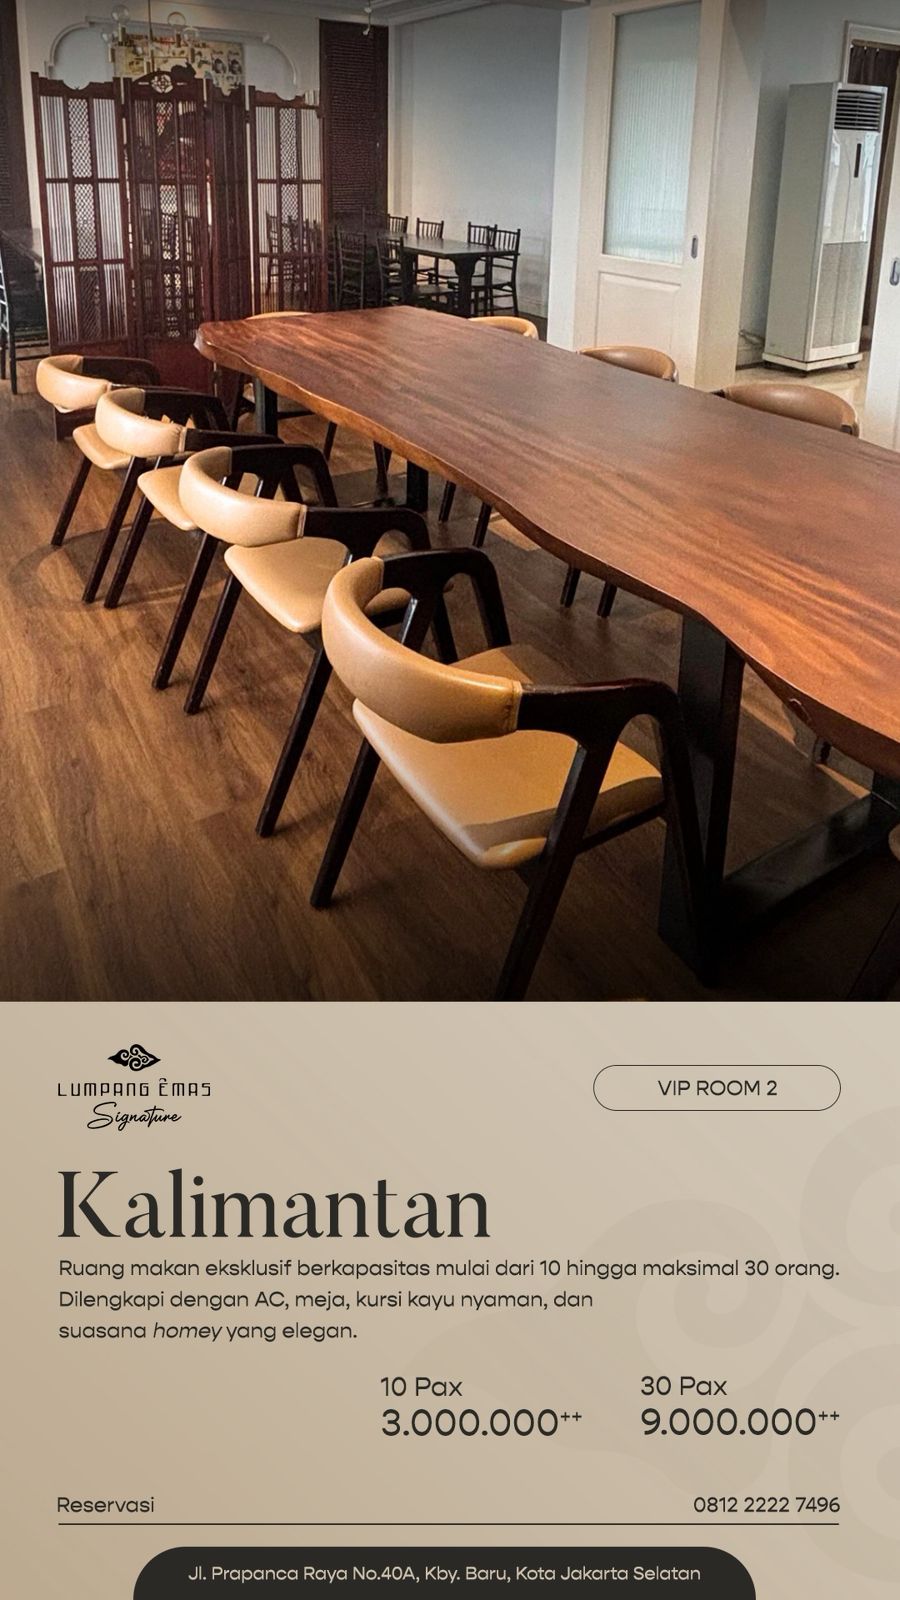 LUMPANG ÊMAS
Signature
VIP ROOM 2
Kalimantan
Ruang makan eksklusif berkapasitas mulai dari 10 hingga maksimal 30 orang.
Dilengkapi dengan AC, meja, kursi kayu nyaman, dan
suasana homey yang elegan.
10 Pax
3.000.000++
30 Pax
9.000.000++
Reservasi
0812 2222 7496
Jl. Prapanca Raya No.40A, Kby. Baru, Kota Jakarta Selatan